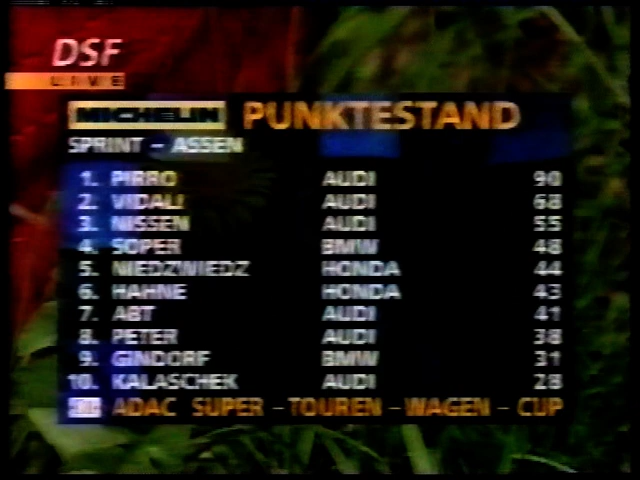 DSF
LIVE
MICHELIN PUNKTESTAND
SPRINT - ASSEN
1. PIRRO AUDI 90
2. VIDALI AUDI 68
3. NISSEN AUDI 55
4. SOPER BMW 48
5. NIEDZWIEDZ HONDA 44
6. HAHNE HONDA 43
7. ABT AUDI 41
8. PETER AUDI 38
9. GINDORF BMW 31
10. KALASCHEK AUDI 28
ADAC SUPER - TOUREN - WAGEN - CUP